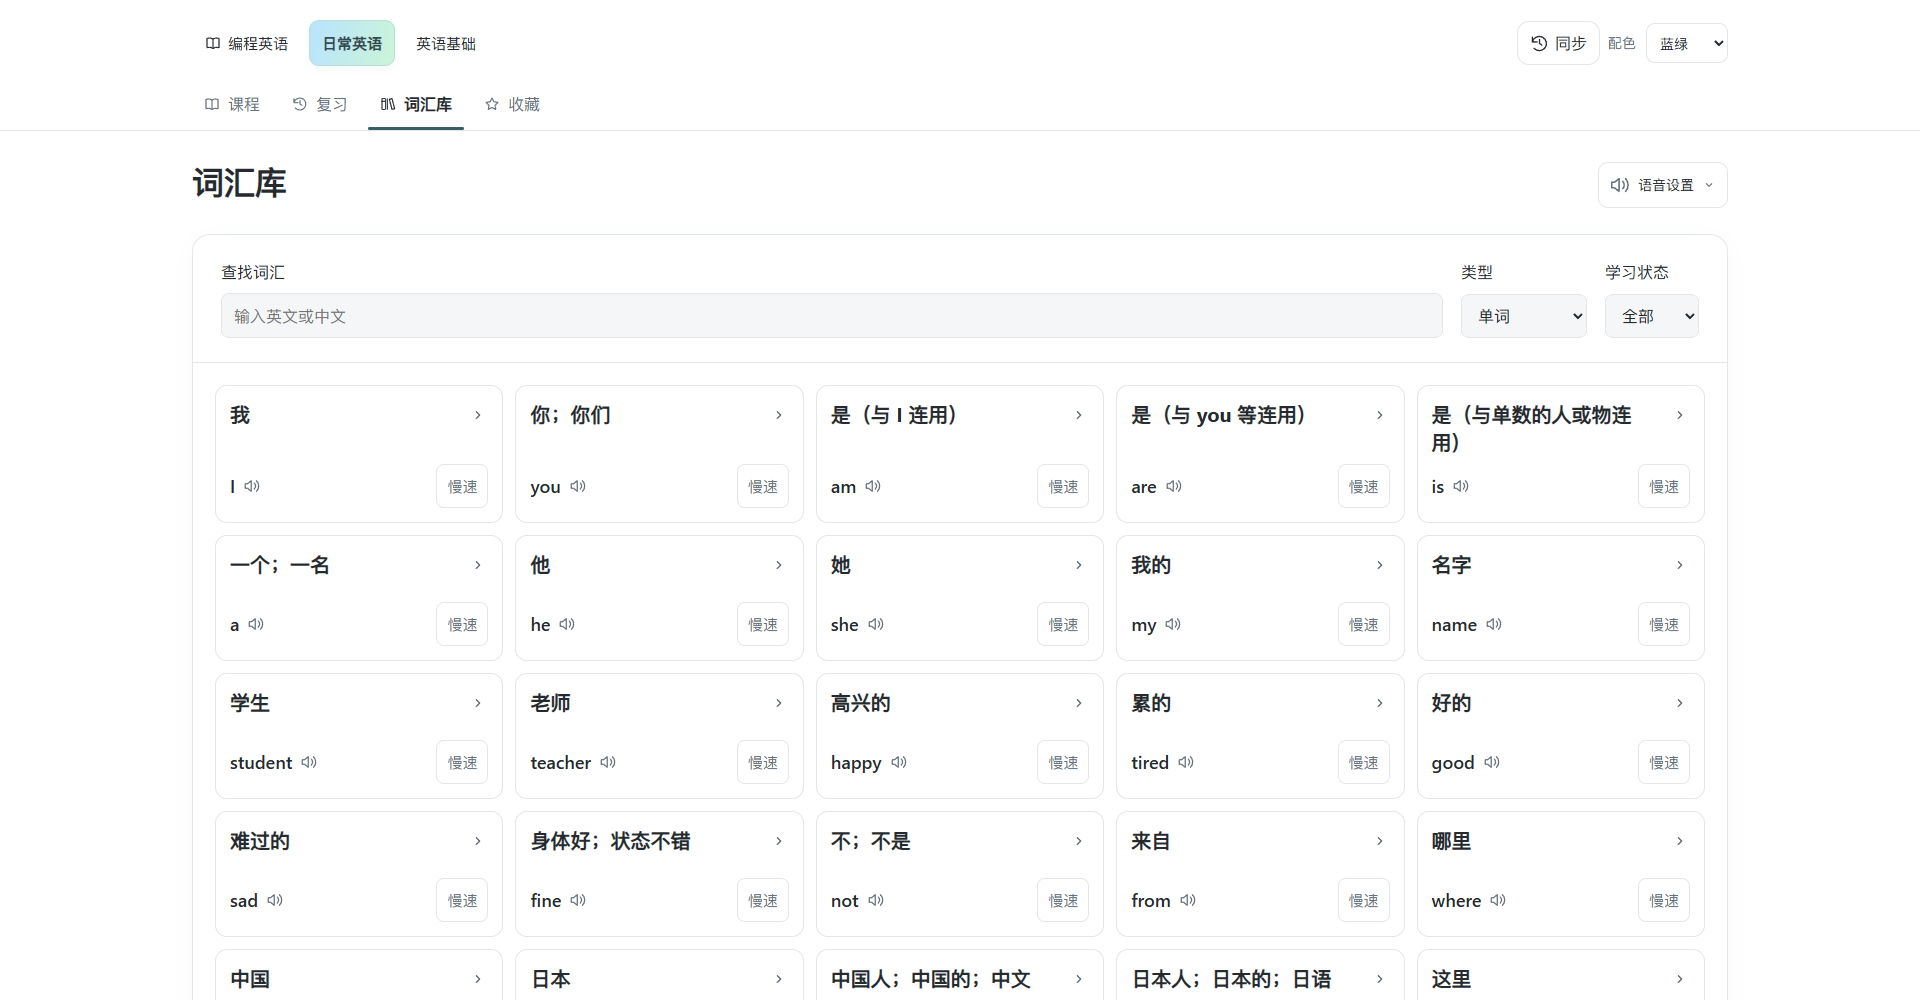 编程英语 日常英语 英语基础 同步 配色 蓝绿
课程 复习 词汇库 收藏
词汇库 语音设置
查找词汇 类型 学习状态
输入英文或中文 单词 全部
我 你；你们 是（与 I 连用） 是（与 you 等连用） 是（与单数的人或物连
用）
I 慢速 you 慢速 am 慢速 are 慢速 is 慢速
一个；一名 他 她 我的 名字
a 慢速 he 慢速 she 慢速 my 慢速 name 慢速
学生 老师 高兴的 累的 好的
student 慢速 teacher 慢速 happy 慢速 tired 慢速 good 慢速
难过的 身体好；状态不错 不；不是 来自 哪里
sad 慢速 fine 慢速 not 慢速 from 慢速 where 慢速
中国 日本 中国人；中国的；中文 日本人；日本的；日语 这里